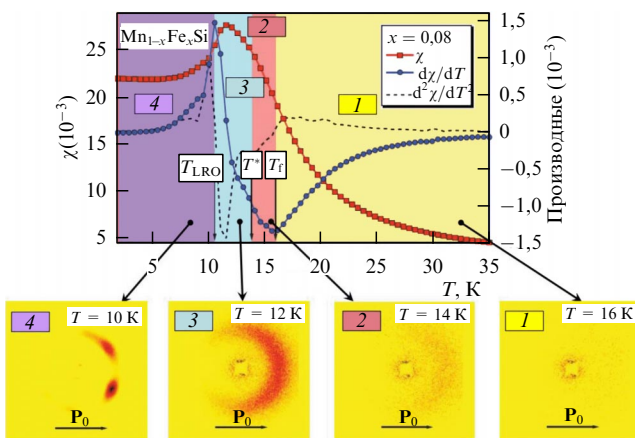 Mn1−xFexSi
2
x = 0,08
χ
dχ/dT
d²χ/dT²
3
4
1
TLRO
T*
Tf
25
20
15
10
5
χ(10⁻³)
1,5
1,0
0,5
0
−0,5
−1,0
−1,5
Производные (10⁻³)
5 10 15 20 25 30 35
T, К
4 T = 10 К
P0
3 T = 12 К
P0
2 T = 14 К
P0
1 T = 16 К
P0